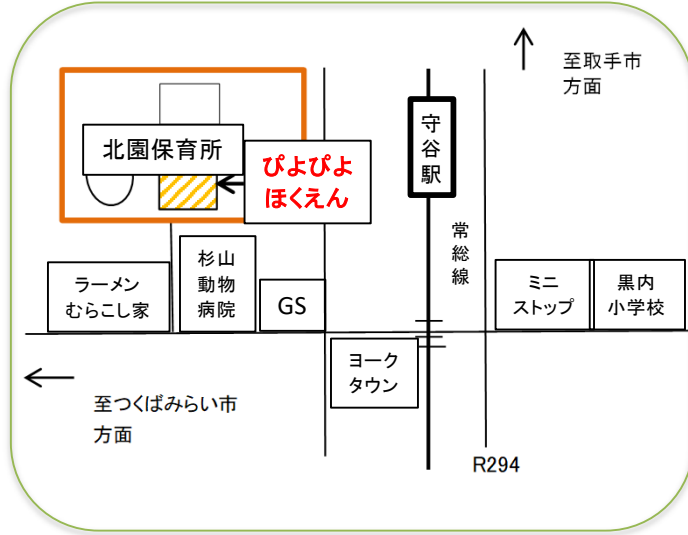 至取手市
方面
守谷駅
北園保育所
ぴよぴよ
ほくえん
常総線
杉山
動物
病院
ラーメン
むらこし家
GS
ミニ
ストップ
黒内
小学校
ヨーク
タウン
至つくばみらい市
方面
R294